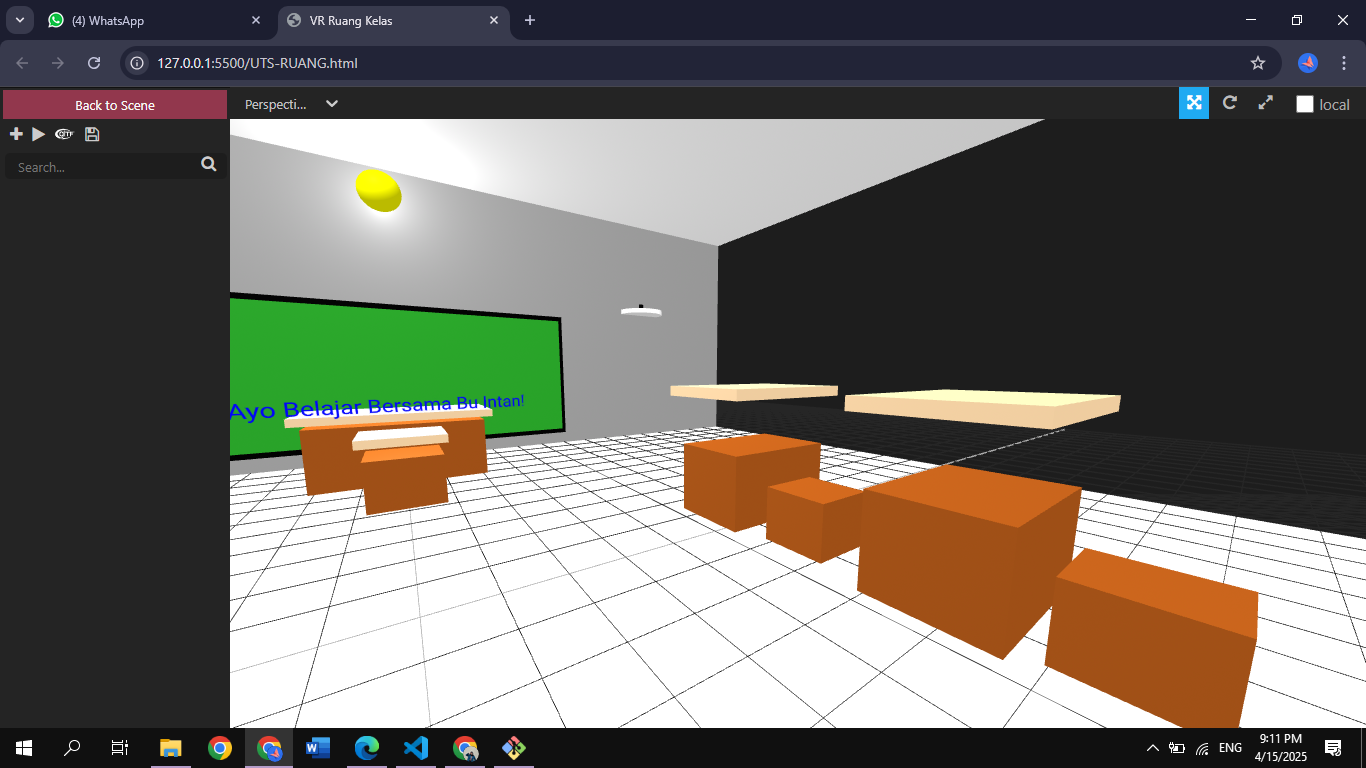 (4) WhatsApp
VR Ruang Kelas
127.0.0.1:5500/UTS-RUANG.html
Back to Scene
Perspecti...
local
Search...
Ayo Belajar Bersama Bu Intan!
ENG
9:11 PM
4/15/2025